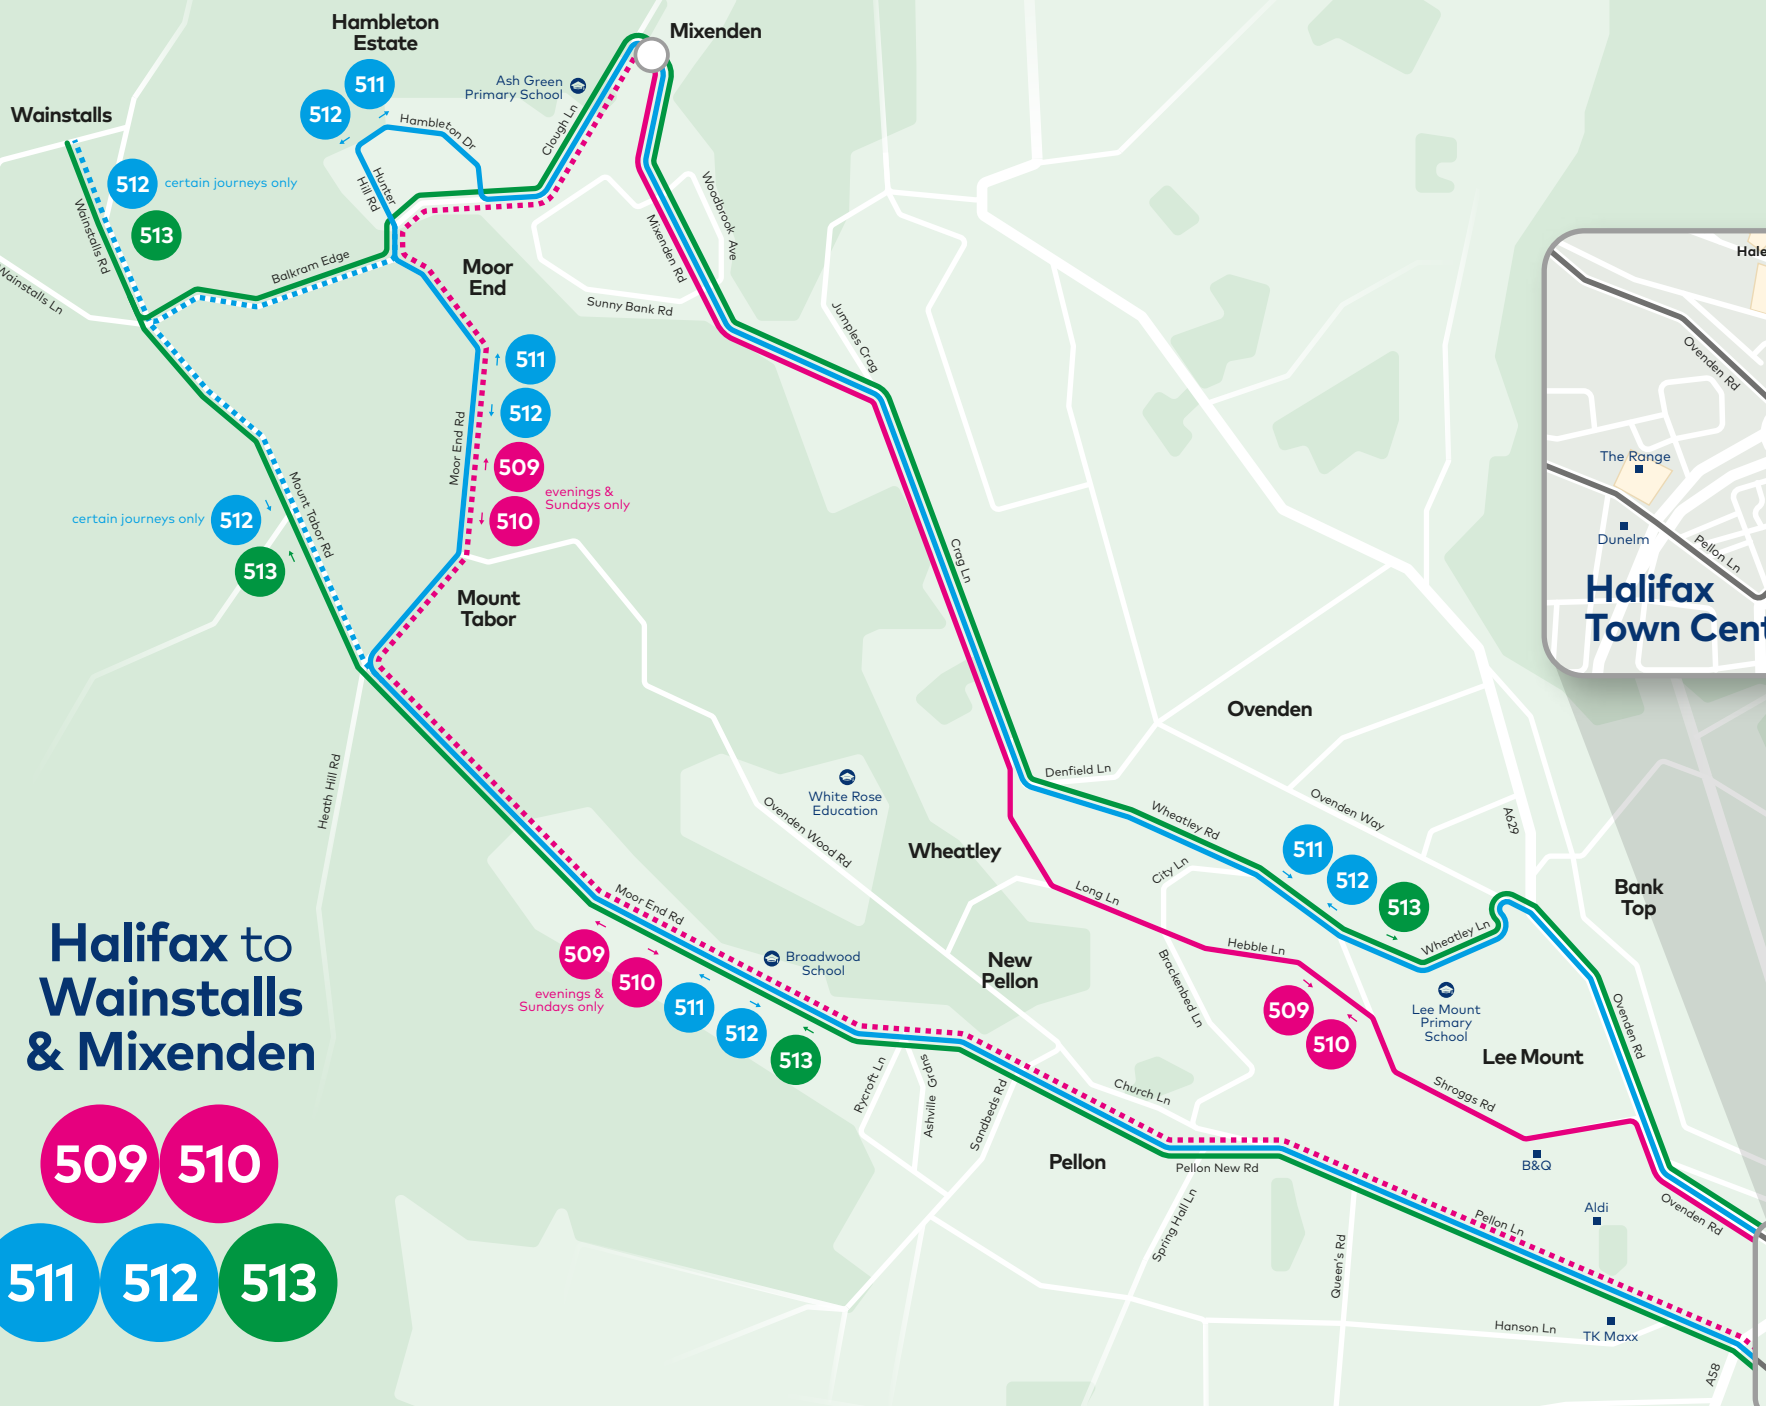 Hambleton
Estate
Mixenden
511
512
Ash Green
Primary School
Wainstalls
Hambleton Dr
Clough Ln
512 certain journeys only
513
Hunter
Hill Rd
Wainstalls Rd
Wainstalls Ln
Balkram Edge
Moor
End
Woodbrook Ave
Mixenden Rd
Sunny Bank Rd
Jumples Crag
511
512
509
510
evenings &
Sundays only
Moor End Rd
certain journeys only 512
513
Mount Tabor Rd
Mount
Tabor
Crag Ln
Hale
Ovenden Rd
The Range
Dunelm
Pellon Ln
Halifax
Town Cent
Ovenden
Heath Hill Rd
White Rose
Education
Ovenden Wood Rd
Denfield Ln
Wheatley Rd
Ovenden Way
A629
Wheatley
City Ln
511
512
513
Long Ln
Wheatley Ln
Bank
Top
Hebble Ln
Moor End Rd
509
510
evenings &
Sundays only
511
512
513
Broadwood
School
New
Pellon
Brackenbed Ln
509
510
Lee Mount
Primary
School
Lee Mount
Ovenden Rd
Rycroft Ln
Ashville Grdns
Sandbeds Rd
Church Ln
Shroggs Rd
Pellon
Pellon New Rd
B&Q
Aldi
Ovenden Rd
Spring Hall Ln
Queen's Rd
Pellon Ln
Hanson Ln
TK Maxx
A58
Halifax to
Wainstalls
& Mixenden
509 510
511 512 513